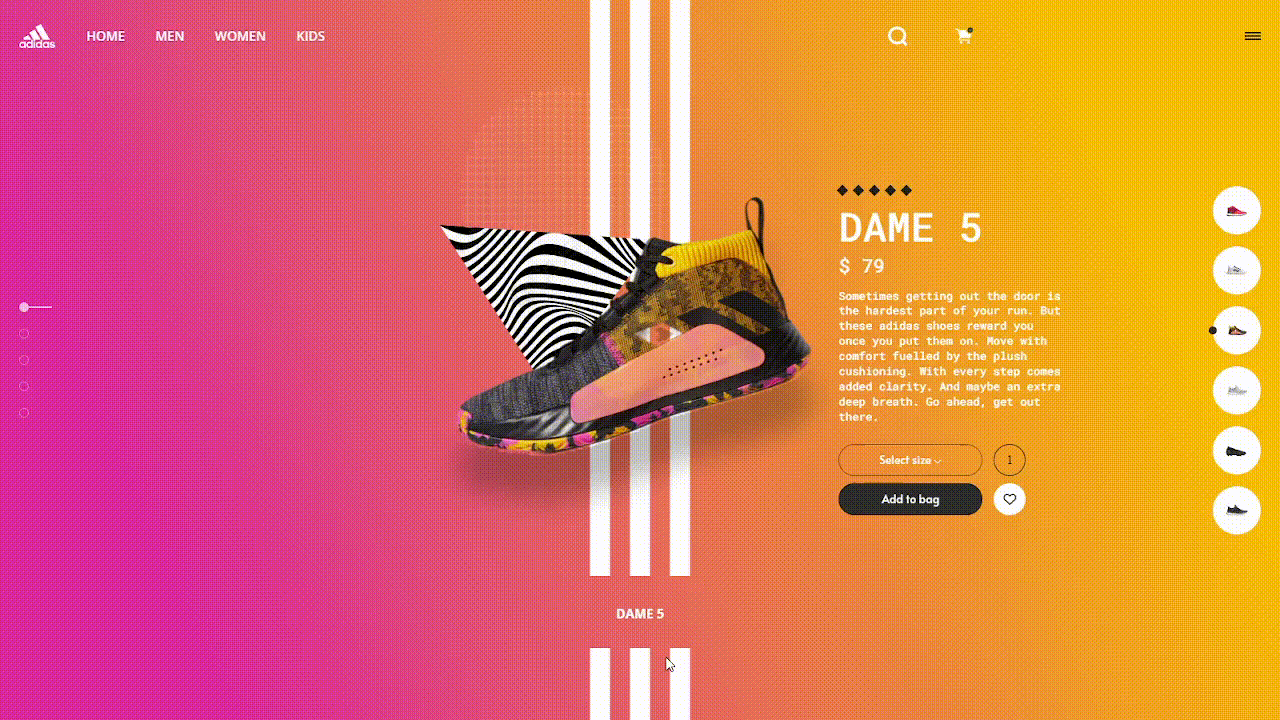 adidas
HOME MEN WOMEN KIDS
DAME 5
$ 79
Sometimes getting out the door is
the hardest part of your run. But
these adidas shoes reward you
once you put them on. Move with
comfort fuelled by the plush
cushioning. With every step comes
added clarity. And maybe an extra
deep breath. Go ahead, get out
there.
Select size
1
Add to bag
DAME 5